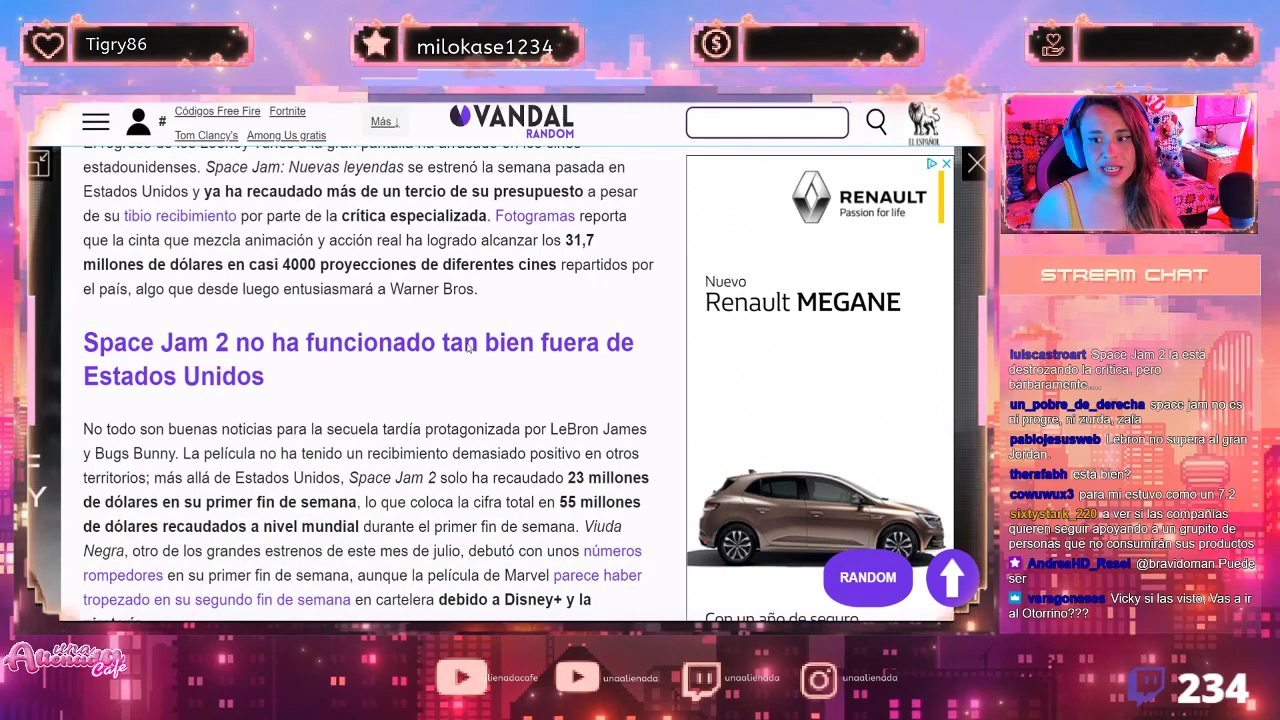 Tigry86
milokase1234
Códigos Free Fire Fortnite
#
Tom Clancy's Among Us gratis
Más ↓
VANDAL
RANDOM
EL ESPAÑOL
estadounidenses. Space Jam: Nuevas leyendas se estrenó la semana pasada en
Estados Unidos y ya ha recaudado más de un tercio de su presupuesto a pesar
de su tibio recibimiento por parte de la crítica especializada. Fotogramas reporta
que la cinta que mezcla animación y acción real ha logrado alcanzar los 31,7
millones de dólares en casi 4000 proyecciones de diferentes cines repartidos por
el país, algo que desde luego entusiasmará a Warner Bros.
Space Jam 2 no ha funcionado tan bien fuera de
Estados Unidos
No todo son buenas noticias para la secuela tardía protagonizada por LeBron James
y Bugs Bunny. La película no ha tenido un recibimiento demasiado positivo en otros
territorios; más allá de Estados Unidos, Space Jam 2 solo ha recaudado 23 millones
de dólares en su primer fin de semana, lo que coloca la cifra total en 55 millones
de dólares recaudados a nivel mundial durante el primer fin de semana. Viuda
Negra, otro de los grandes estrenos de este mes de julio, debutó con unos números
rompedores en su primer fin de semana, aunque la película de Marvel parece haber
tropezado en su segundo fin de semana en cartelera debido a Disney+ y la
RENAULT
Passion for life
Nuevo
Renault MEGANE
RANDOM
Con un año de seguro
STREAM CHAT
luiscastroart Space Jam 2 la está
destrozando la crítica, pero
bárbaramente....
un_pobre_de_derecha space jam no es
ni progre, ni zurda, zafa
pablojesusweb Lebron no supera al gran
Jordan.
therafabh está bien?
cowuwux3 para mi estuvo como un 7.2
sixtystark_220 a ver si las compañias
quieren seguir apoyando a un grupito de
personas que no consumirán sus productos
AndreaHD_Resei @bravidoman Puede
ser
varagoneses Vicky si las visto, Vas a ir
al Otorrino???
una
Alienada
Café
alienadacafe
unaalienada
unaalienada
unaalienada
234